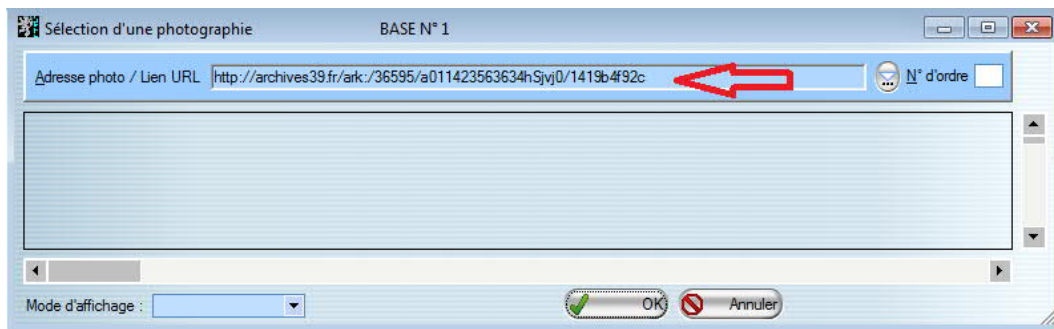 Sélection d'une photographie BASE N° 1
Adresse photo / Lien URL http://archives39.fr/ark:/36595/a011423563634hSjvj0/1419b4f92c N° d'ordre
Mode d'affichage : OK Annuler